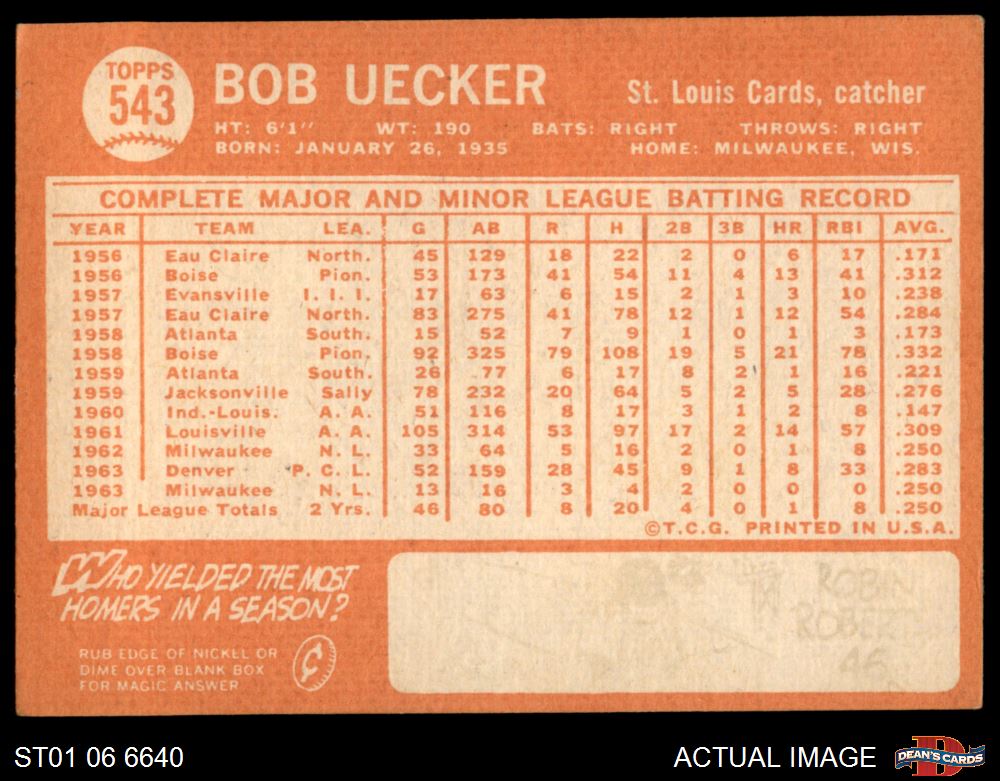 TOPPS
543
BOB UECKER
St. Louis Cards, catcher
HT: 6'1" WT: 190 BATS: RIGHT THROWS: RIGHT
BORN: JANUARY 26, 1935 HOME: MILWAUKEE, WIS.
COMPLETE MAJOR AND MINOR LEAGUE BATTING RECORD
YEAR TEAM LEA. G AB R H 2B 3B HR RBI AVG.
1956 Eau Claire North. 45 129 18 22 2 0 6 17 .171
1956 Boise Pion. 53 173 41 54 11 4 13 41 .312
1957 Evansville I. I. I. 17 63 6 15 2 1 3 10 .238
1957 Eau Claire North. 83 275 41 78 12 1 12 54 .284
1958 Atlanta South. 15 52 7 9 1 0 1 3 .173
1958 Boise Pion. 92 325 79 108 19 5 21 78 .332
1959 Atlanta South. 26 77 6 17 8 2 1 16 .221
1959 Jacksonville Sally 78 232 20 64 5 2 5 28 .276
1960 Ind.-Louis. A. A. 51 116 8 17 3 1 2 8 .147
1961 Louisville A. A. 105 314 53 97 17 2 14 57 .309
1962 Milwaukee N. L. 33 64 5 16 2 0 1 8 .250
1963 Denver P. C. L. 52 159 28 45 9 1 8 33 .283
1963 Milwaukee N. L. 13 16 3 4 2 0 0 0 .250
Major League Totals 2 Yrs. 46 80 8 20 4 0 1 8 .250
©T.C.G. PRINTED IN U.S.A.
WHO YIELDED THE MOST
HOMERS IN A SEASON?
RUB EDGE OF NICKEL OR
DIME OVER BLANK BOX
FOR MAGIC ANSWER
¢
ROBIN
ROBERTS
46
ST01 06 6640
ACTUAL IMAGE
D
DEAN'S CARDS